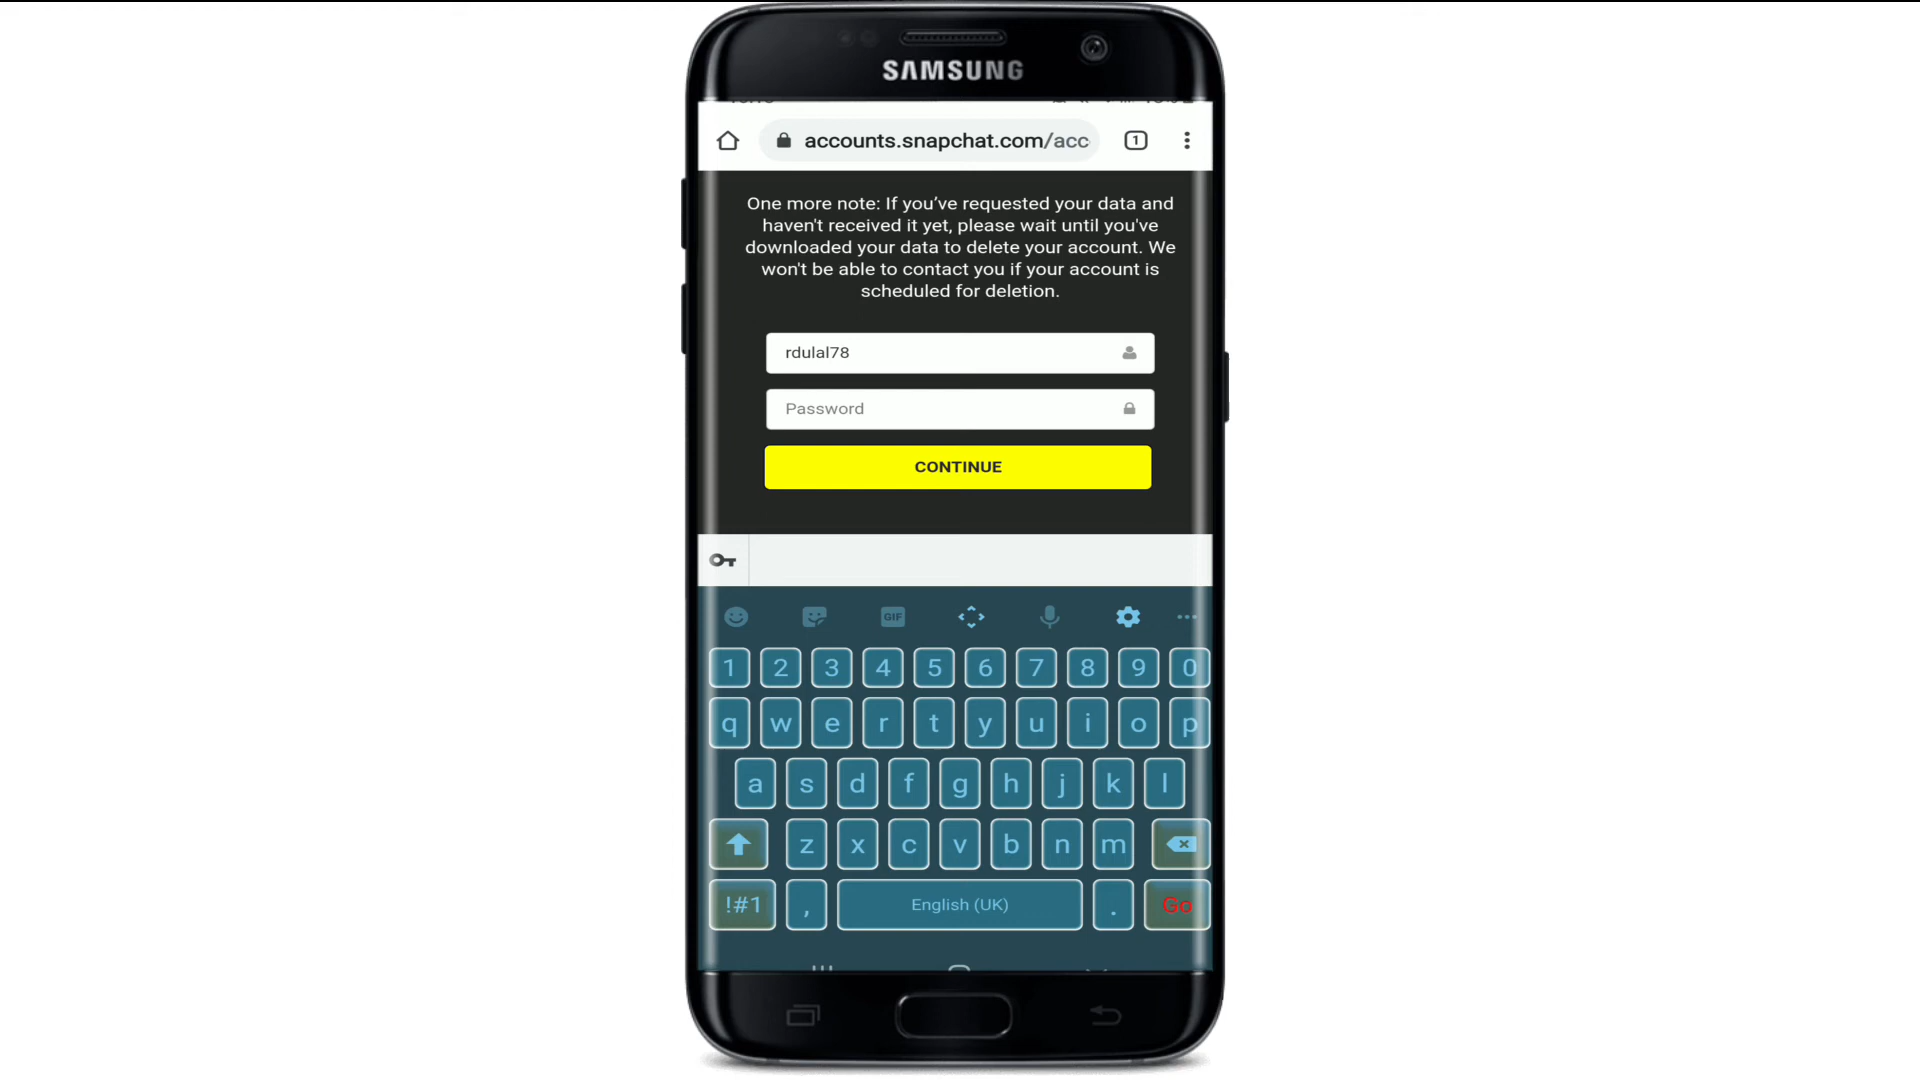 SAMSUNG
accounts.snapchat.com/acc
1
One more note: If you’ve requested your data and
haven't received it yet, please wait until you've
downloaded your data to delete your account. We
won't be able to contact you if your account is
scheduled for deletion.
rdulal78
Password
CONTINUE
GIF
1 2 3 4 5 6 7 8 9 0
q w e r t y u i o p
a s d f g h j k l
z x c v b n m
!#1 , English (UK) . Go